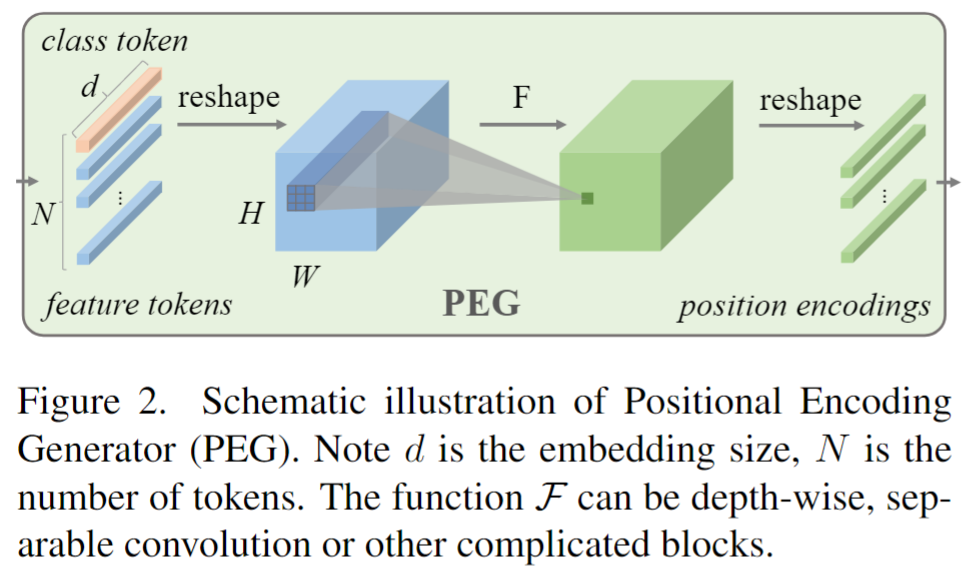 class token
d
reshape
F
reshape
N
H
W
feature tokens
PEG
position encodings
Figure 2. Schematic illustration of Positional Encoding
Generator (PEG). Note d is the embedding size, N is the
number of tokens. The function ℱ can be depth-wise, sep-
arable convolution or other complicated blocks.